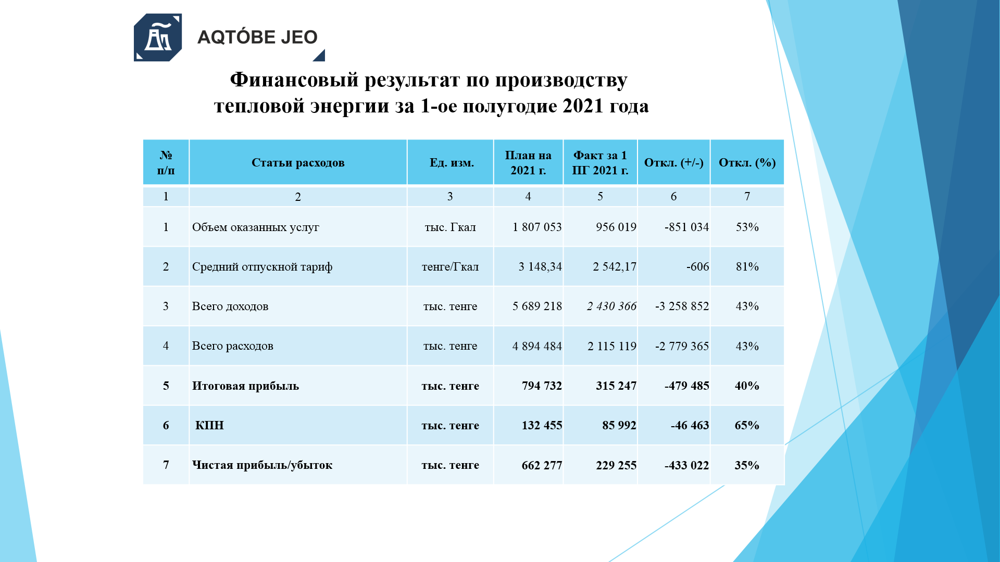 AQTÓBE JEO
Финансовый результат по производству
тепловой энергии за 1-ое полугодие 2021 года
№ п/п Статьи расходов Ед. изм. План на 2021 г. Факт за 1 ПГ 2021 г. Откл. (+/-) Откл. (%)
1 2 3 4 5 6 7
1 Объем оказанных услуг тыс. Гкал 1 807 053 956 019 -851 034 53%
2 Средний отпускной тариф тенге/Гкал 3 148,34 2 542,17 -606 81%
3 Всего доходов тыс. тенге 5 689 218 2 430 366 -3 258 852 43%
4 Всего расходов тыс. тенге 4 894 484 2 115 119 -2 779 365 43%
5 Итоговая прибыль тыс. тенге 794 732 315 247 -479 485 40%
6 КПН тыс. тенге 132 455 85 992 -46 463 65%
7 Чистая прибыль/убыток тыс. тенге 662 277 229 255 -433 022 35%